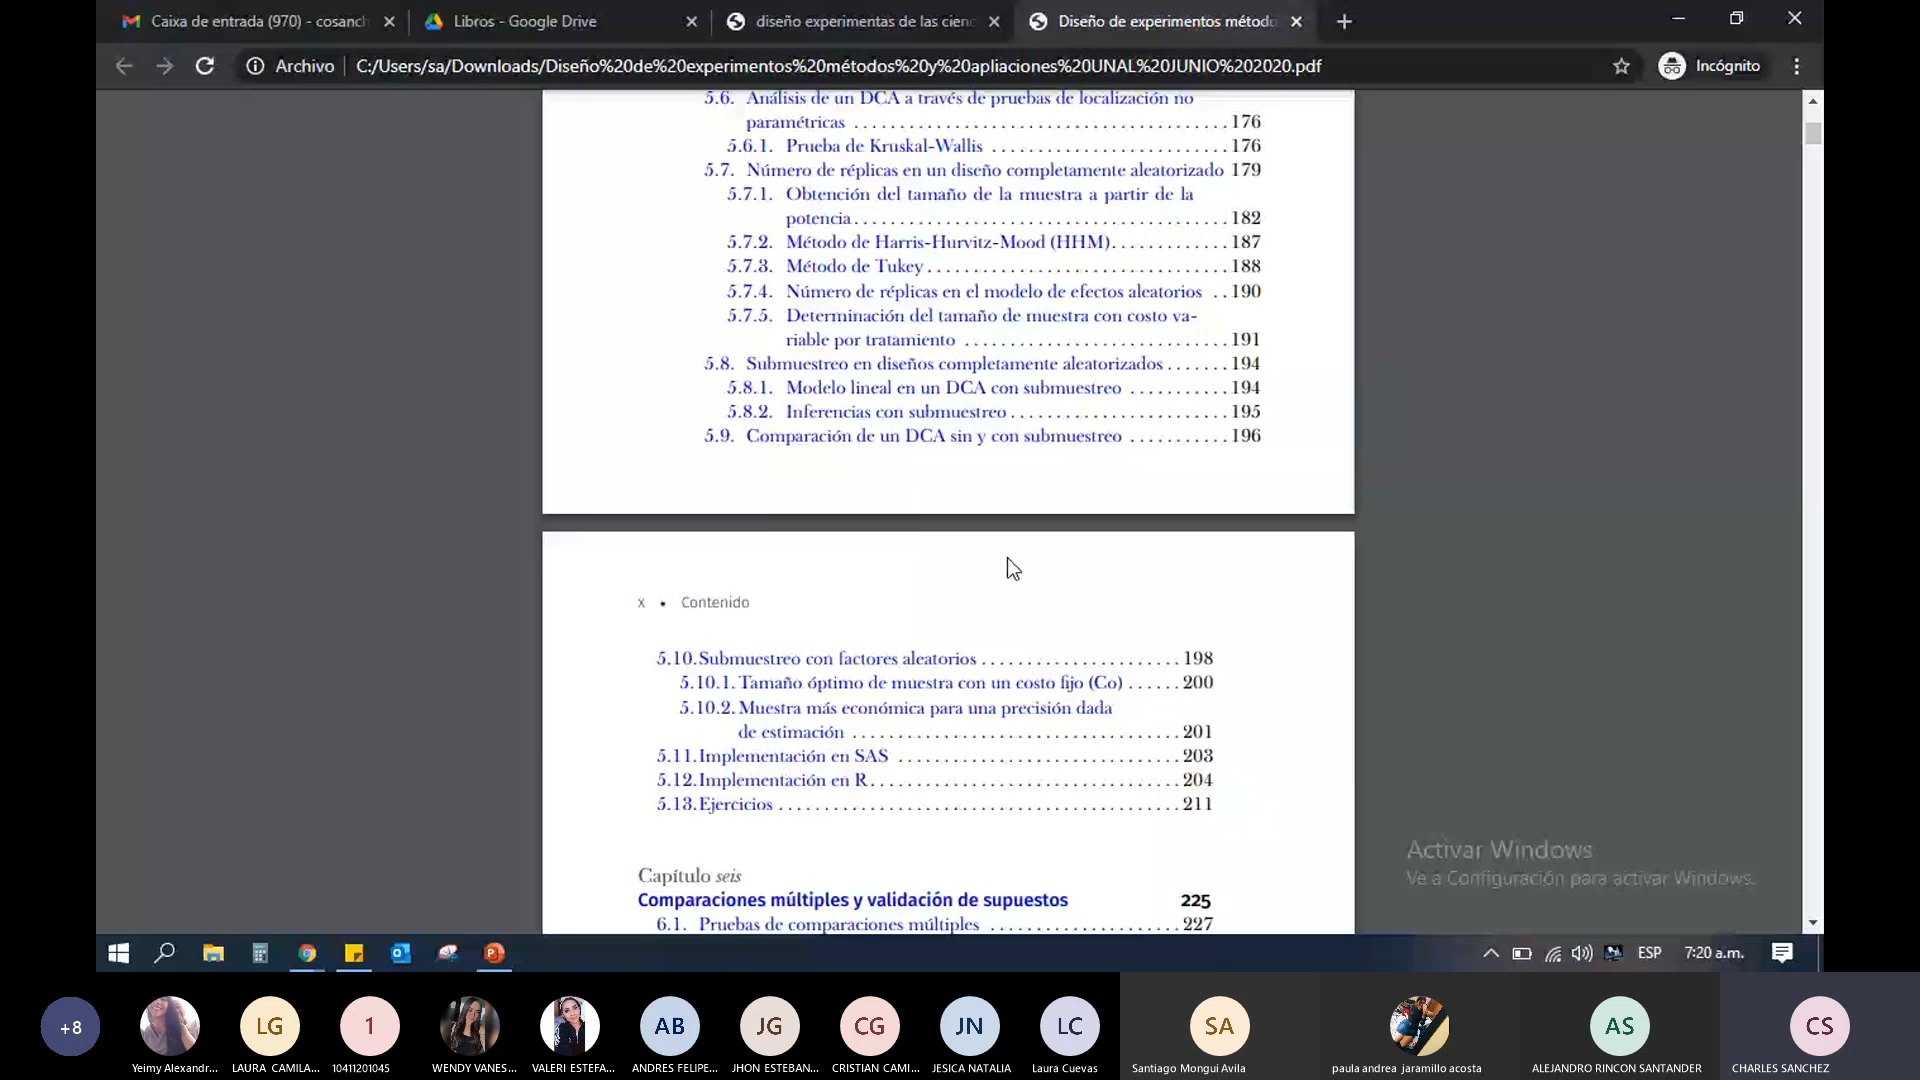 Caixa de entrada (970) - cosanch
Libros - Google Drive
diseño experimentas de las cienc
Diseño de experimentos método
Archivo
C:/Users/sa/Downloads/Diseño%20de%20experimentos%20métodos%20y%20apliaciones%20UNAL%20JUNIO%202020.pdf
Incógnito
5.6. Análisis de un DCA a través de pruebas de localización no
paramétricas ........................................ 176
5.6.1. Prueba de Kruskal-Wallis ......................... 176
5.7. Número de réplicas en un diseño completamente aleatorizado 179
5.7.1. Obtención del tamaño de la muestra a partir de la
potencia ........................................ 182
5.7.2. Método de Harris-Hurvitz-Mood (HHM) ............ 187
5.7.3. Método de Tukey ................................ 188
5.7.4. Número de réplicas en el modelo de efectos aleatorios .. 190
5.7.5. Determinación del tamaño de muestra con costo va-
riable por tratamiento ............................ 191
5.8. Submuestreo en diseños completamente aleatorizados ....... 194
5.8.1. Modelo lineal en un DCA con submuestreo ........... 194
5.8.2. Inferencias con submuestreo ........................ 195
5.9. Comparación de un DCA sin y con submuestreo ........... 196
x • Contenido
5.10. Submuestreo con factores aleatorios ...................... 198
5.10.1. Tamaño óptimo de muestra con un costo fijo (Co) ...... 200
5.10.2. Muestra más económica para una precisión dada
de estimación .................................... 201
5.11. Implementación en SAS ............................... 203
5.12. Implementación en R .................................. 204
5.13. Ejercicios ........................................... 211
Capítulo seis
Comparaciones múltiples y validación de supuestos 225
6.1. Pruebas de comparaciones múltiples ..................... 227
Activar Windows
Ve a Configuración para activar Windows.
ESP
7:20 a.m.
+8
LG
1
AB
JG
CG
JN
LC
SA
AS
CS
Yeimy Alexandr...
LAURA CAMILA...
10411201045
WENDY VANES...
VALERI ESTEFA...
ANDRES FELIPE...
JHON ESTEBAN...
CRISTIAN CAMI...
JESICA NATALIA
Laura Cuevas
Santiago Mongui Avila
paula andrea jaramillo acosta
ALEJANDRO RINCON SANTANDER
CHARLES SANCHEZ